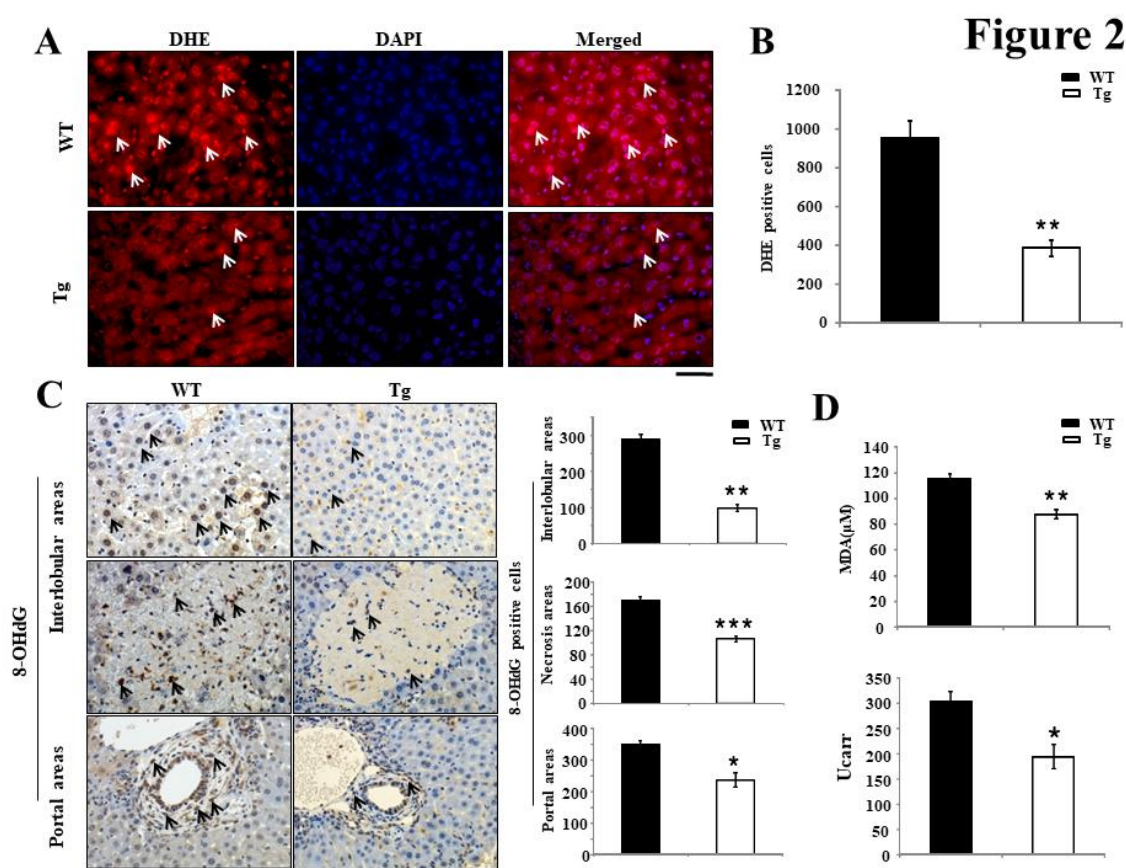 Figure 2
A
DHE
DAPI
Merged
WT
Tg
B
WT
Tg
DHE positive cells
1200
1000
800
600
400
200
0
**
C
WT
Tg
8-OHdG
Interlobular areas
Portal areas
8-OHdG positive cells
WT
Tg
Interlobular areas
300
200
100
0
**
Necrosis areas
200
160
120
80
40
0
***
Portal areas
400
300
200
100
0
*
D
WT
Tg
MDA(µM)
140
120
100
80
60
40
20
0
**
Ucarr
350
300
250
200
150
100
50
0
*